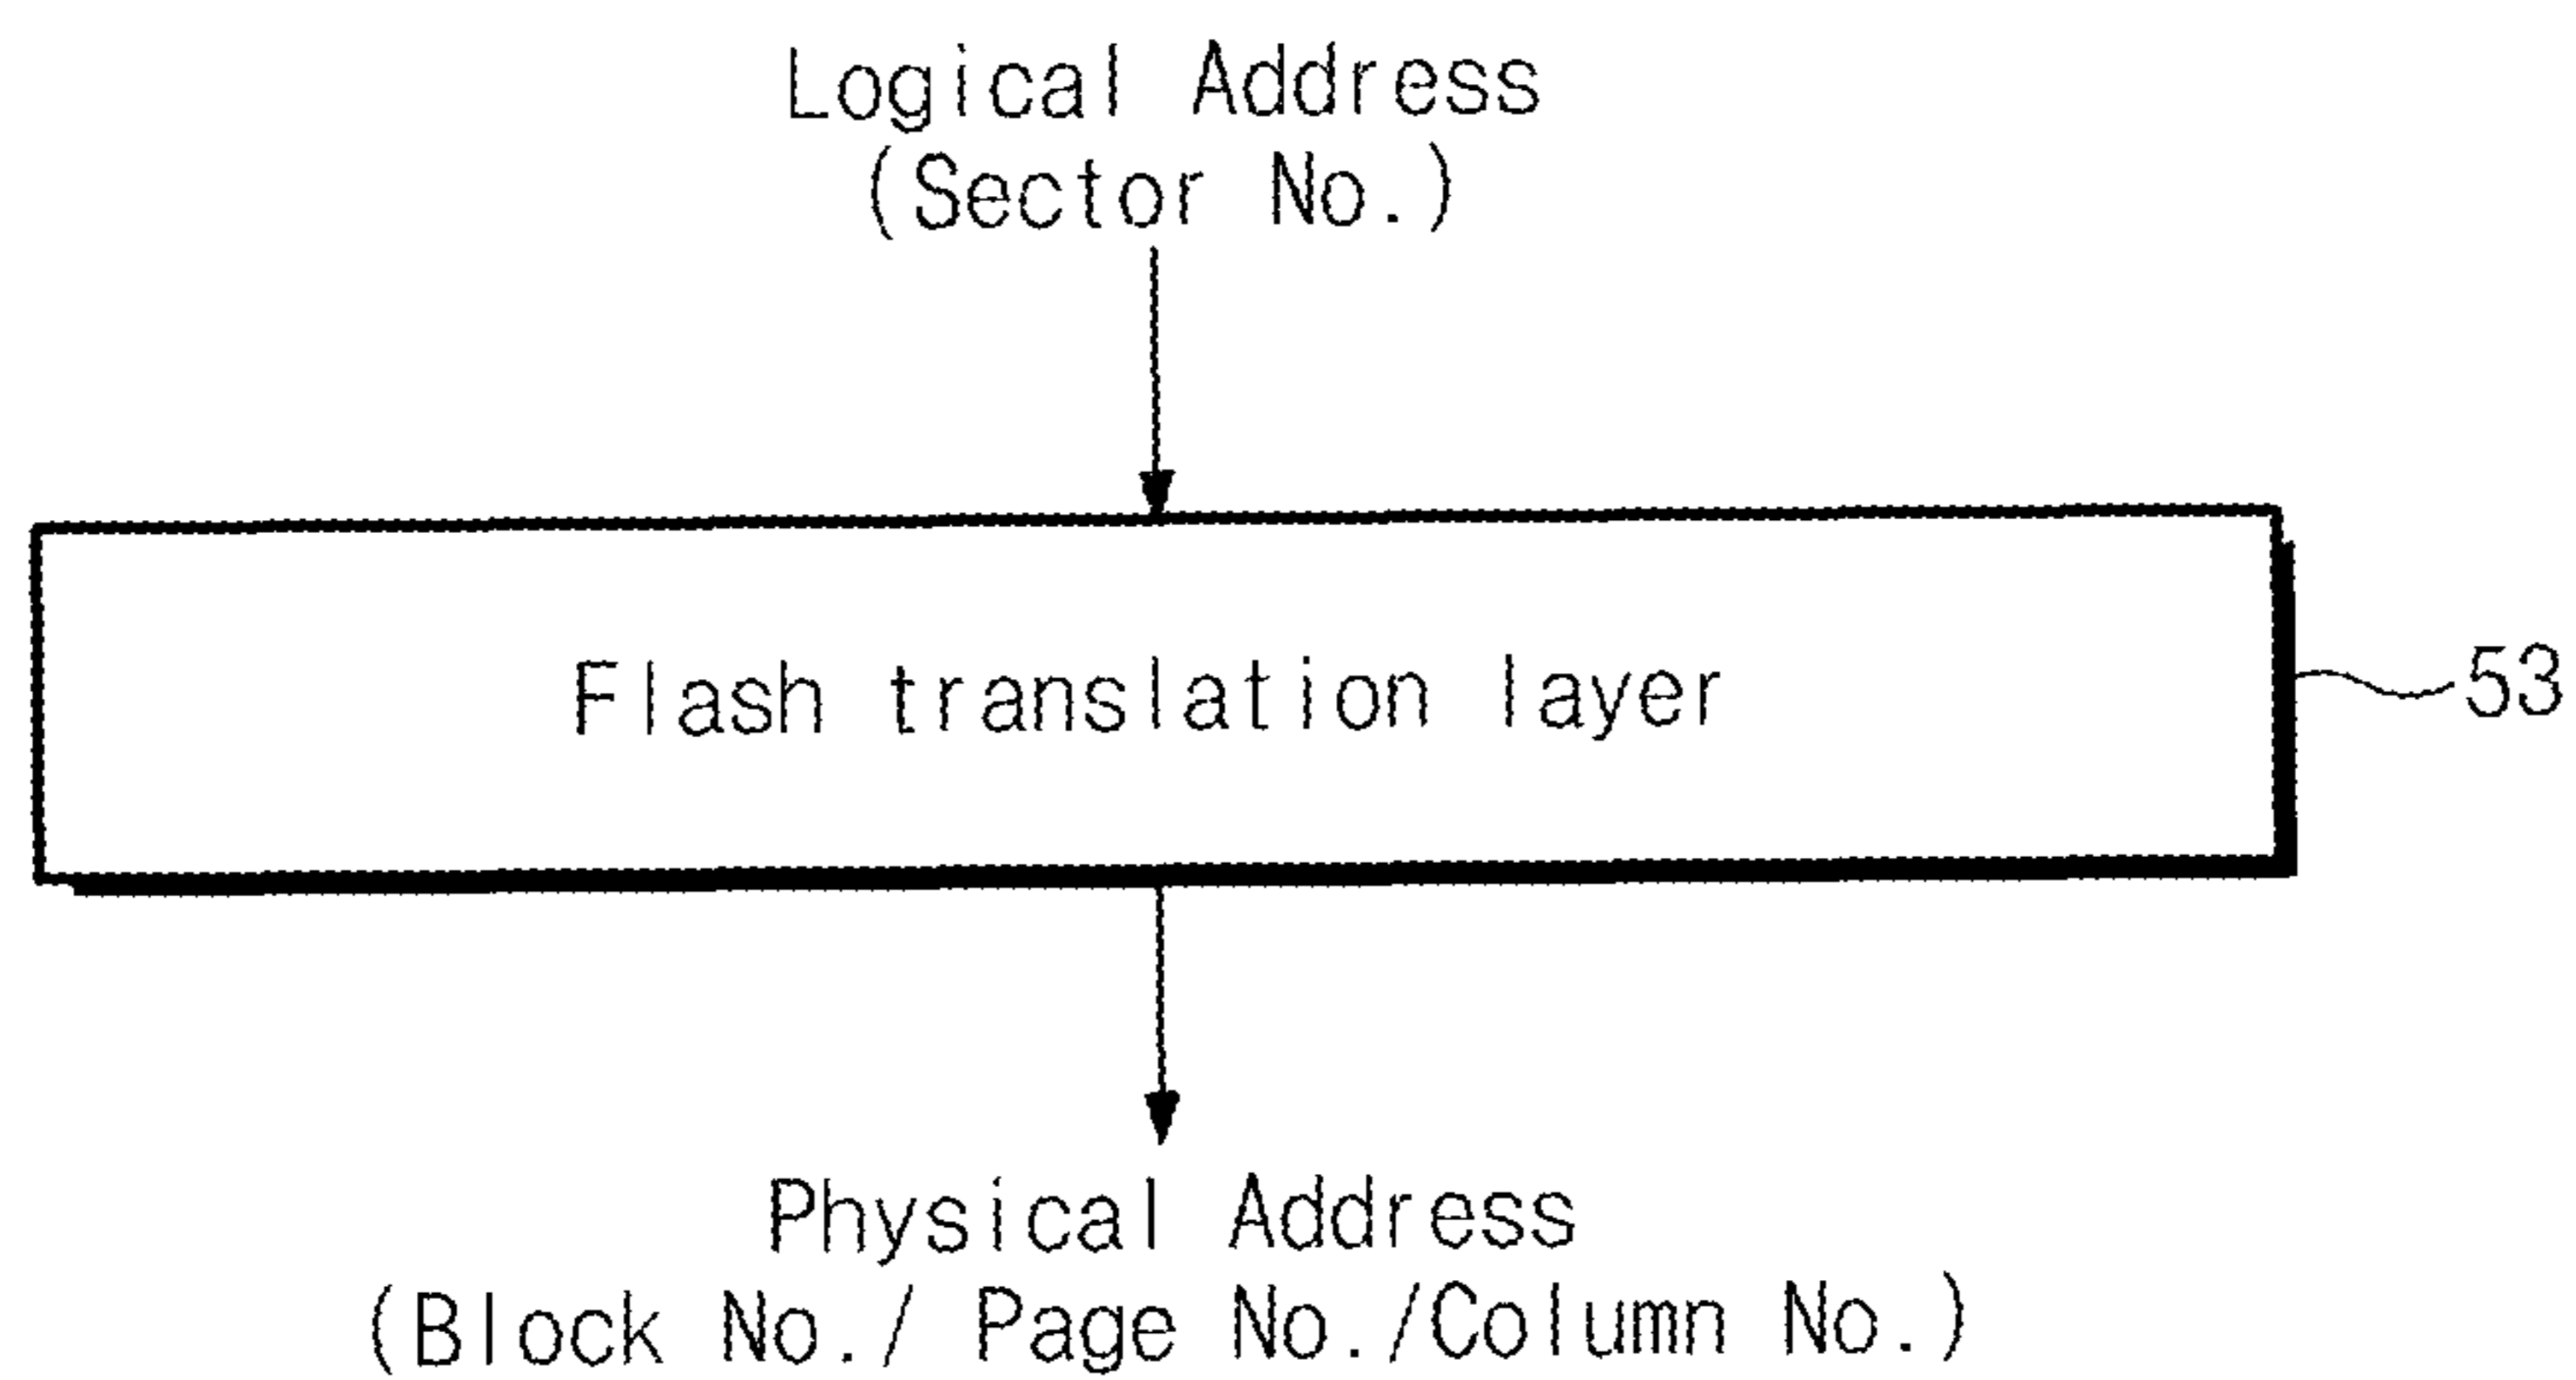 Logical Address
(Sector No.)
Flash translation layer
53
Physical Address
(Block No./ Page No./Column No.)